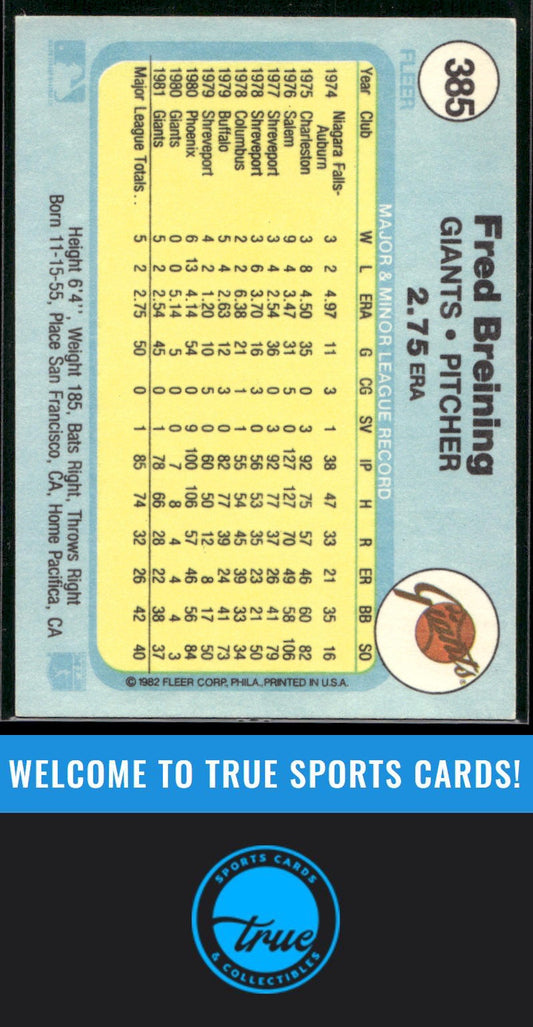 385
FLEER
Fred Breining
GIANTS • PITCHER
2.75 ERA
Giants
MAJOR & MINOR LEAGUE RECORD
Year Club W L ERA G CG SV IP H R ER BB SO
1974 Niagara Falls-
Auburn 3 2 4.97 11 3 1 38 47 33 21 35 16
1975 Charleston 3 8 4.50 35 0 3 92 75 57 46 60 82
1976 Salem 9 4 3.47 31 5 0 127 127 70 49 58 106
1977 Shreveport 3 4 2.54 36 0 3 92 77 37 26 41 79
1978 Shreveport 3 3 3.70 16 3 0 56 53 35 23 21 50
1978 Columbus 2 2 6.38 21 1 0 55 54 45 39 33 34
1979 Buffalo 5 4 2.63 12 3 0 82 77 39 24 41 73
1979 Shreveport 4 2 1.20 10 5 0 60 50 12 8 17 50
1980 Phoenix 6 13 4.14 54 0 9 100 106 57 46 56 84
1980 Giants 0 0 5.14 5 0 0 7 8 4 4 4 3
1981 Giants 5 2 2.54 45 0 1 78 66 28 22 38 37
Major League Totals.. 5 2 2.75 50 0 1 85 74 32 26 42 40
© 1982 FLEER CORP., PHILA., PRINTED IN U.S.A.
Height 6'4", Weight 185, Bats Right, Throws Right
Born 11-15-55, Place San Francisco, CA, Home Pacifica, CA
WELCOME TO TRUE SPORTS CARDS!
SPORTS CARDS
true
& COLLECTIBLES